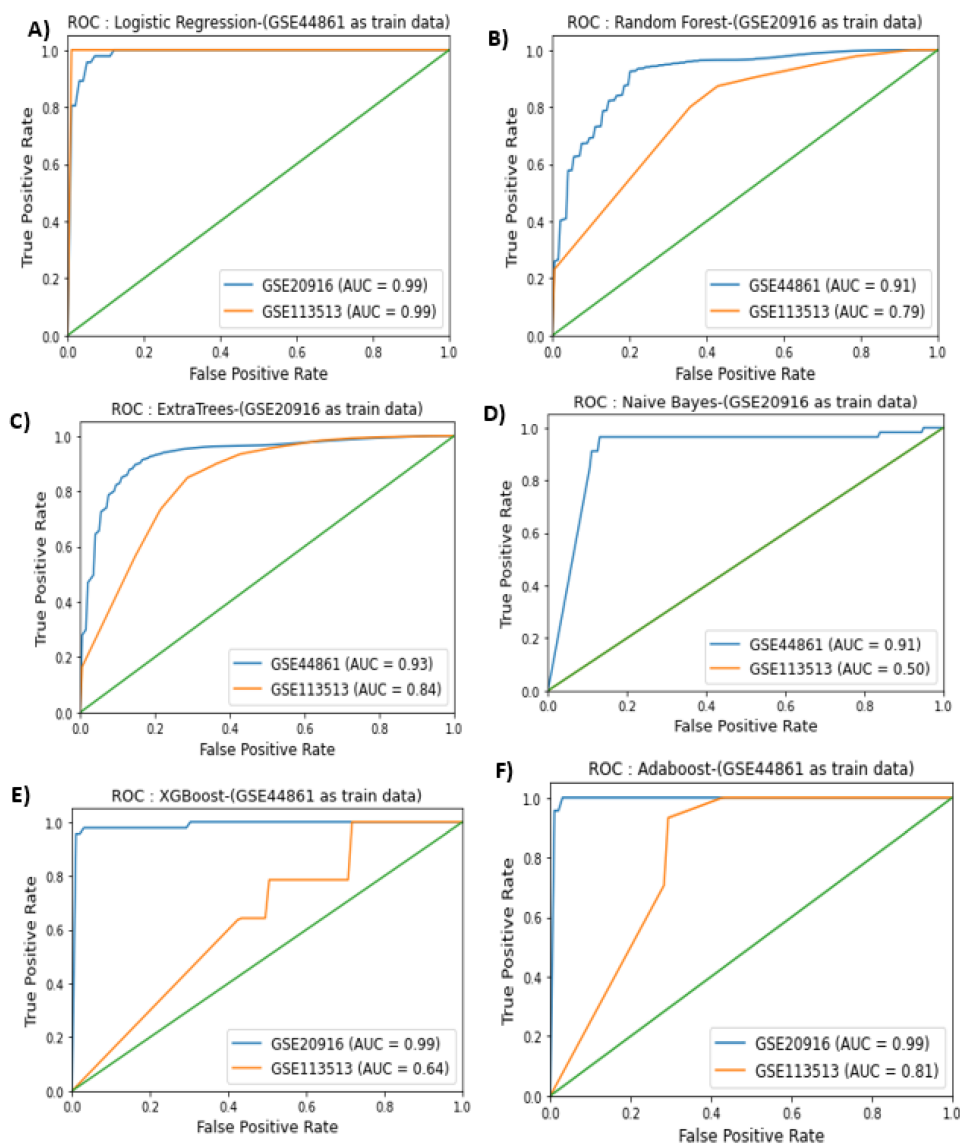 A)
ROC : Logistic Regression-(GSE44861 as train data)
1.0
0.8
0.6
0.4
0.2
0.0
True Positive Rate
GSE20916 (AUC = 0.99)
GSE113513 (AUC = 0.99)
0.0 0.2 0.4 0.6 0.8 1.0
False Positive Rate
B)
ROC : Random Forest-(GSE20916 as train data)
1.0
0.8
0.6
0.4
0.2
0.0
True Positive Rate
GSE44861 (AUC = 0.91)
GSE113513 (AUC = 0.79)
0.0 0.2 0.4 0.6 0.8 1.0
False Positive Rate
C)
ROC : ExtraTrees-(GSE20916 as train data)
1.0
0.8
0.6
0.4
0.2
0.0
True Positive Rate
GSE44861 (AUC = 0.93)
GSE113513 (AUC = 0.84)
0.0 0.2 0.4 0.6 0.8 1.0
False Positive Rate
D)
ROC : Naive Bayes-(GSE20916 as train data)
1.0
0.8
0.6
0.4
0.2
0.0
True Positive Rate
GSE44861 (AUC = 0.91)
GSE113513 (AUC = 0.50)
0.0 0.2 0.4 0.6 0.8 1.0
False Positive Rate
E)
ROC : XGBoost-(GSE44861 as train data)
1.0
0.8
0.6
0.4
0.2
0.0
True Positive Rate
GSE20916 (AUC = 0.99)
GSE113513 (AUC = 0.64)
0.0 0.2 0.4 0.6 0.8 1.0
False Positive Rate
F)
ROC : Adaboost-(GSE44861 as train data)
1.0
0.8
0.6
0.4
0.2
0.0
True Positive Rate
GSE20916 (AUC = 0.99)
GSE113513 (AUC = 0.81)
0.0 0.2 0.4 0.6 0.8 1.0
False Positive Rate